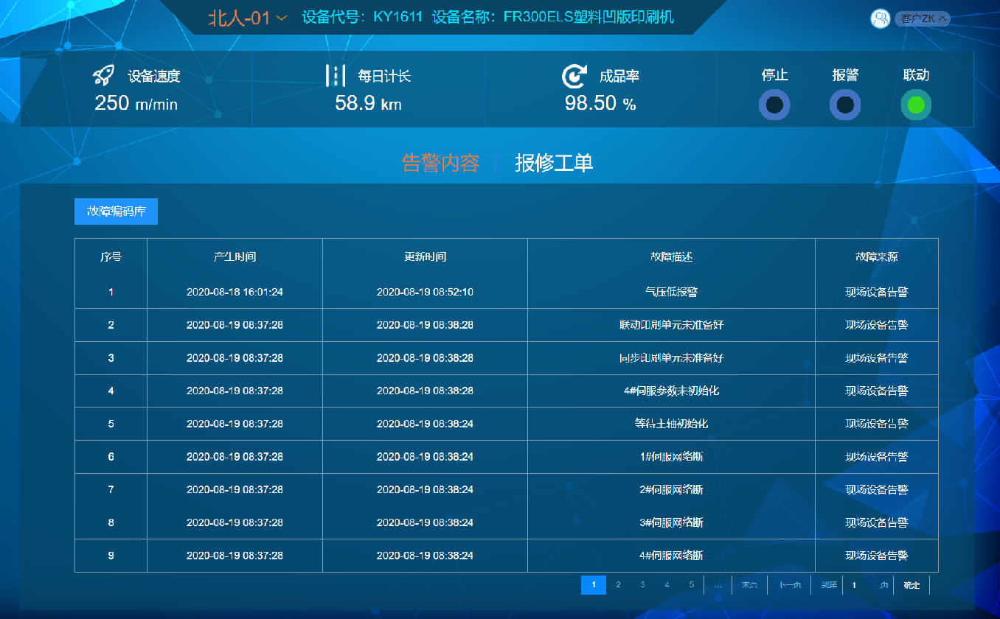 北人-01 设备代号：KY1611 设备名称：FR300ELS塑料凹版印刷机 客户ZK
设备速度 每日计长 成品率 停止 报警 联动
250 m/min 58.9 km 98.50 %
告警内容 报修工单
故障编码库
序号 产生时间 更新时间 故障描述 故障来源
1 2020-08-18 16:01:24 2020-08-19 08:52:10 气压低报警 现场设备告警
2 2020-08-19 08:37:28 2020-08-19 08:38:28 联动印刷单元未准备好 现场设备告警
3 2020-08-19 08:37:28 2020-08-19 08:38:28 同步印刷单元未准备好 现场设备告警
4 2020-08-19 08:37:28 2020-08-19 08:38:28 4#伺服参数未初始化 现场设备告警
5 2020-08-19 08:37:28 2020-08-19 08:38:24 等待主轴初始化 现场设备告警
6 2020-08-19 08:37:28 2020-08-19 08:38:24 1#伺服网络断 现场设备告警
7 2020-08-19 08:37:28 2020-08-19 08:38:24 2#伺服网络断 现场设备告警
8 2020-08-19 08:37:28 2020-08-19 08:38:24 3#伺服网络断 现场设备告警
9 2020-08-19 08:37:28 2020-08-19 08:38:24 4#伺服网络断 现场设备告警
1 2 3 4 5 … 末页 下一页 到第 1 页 确定